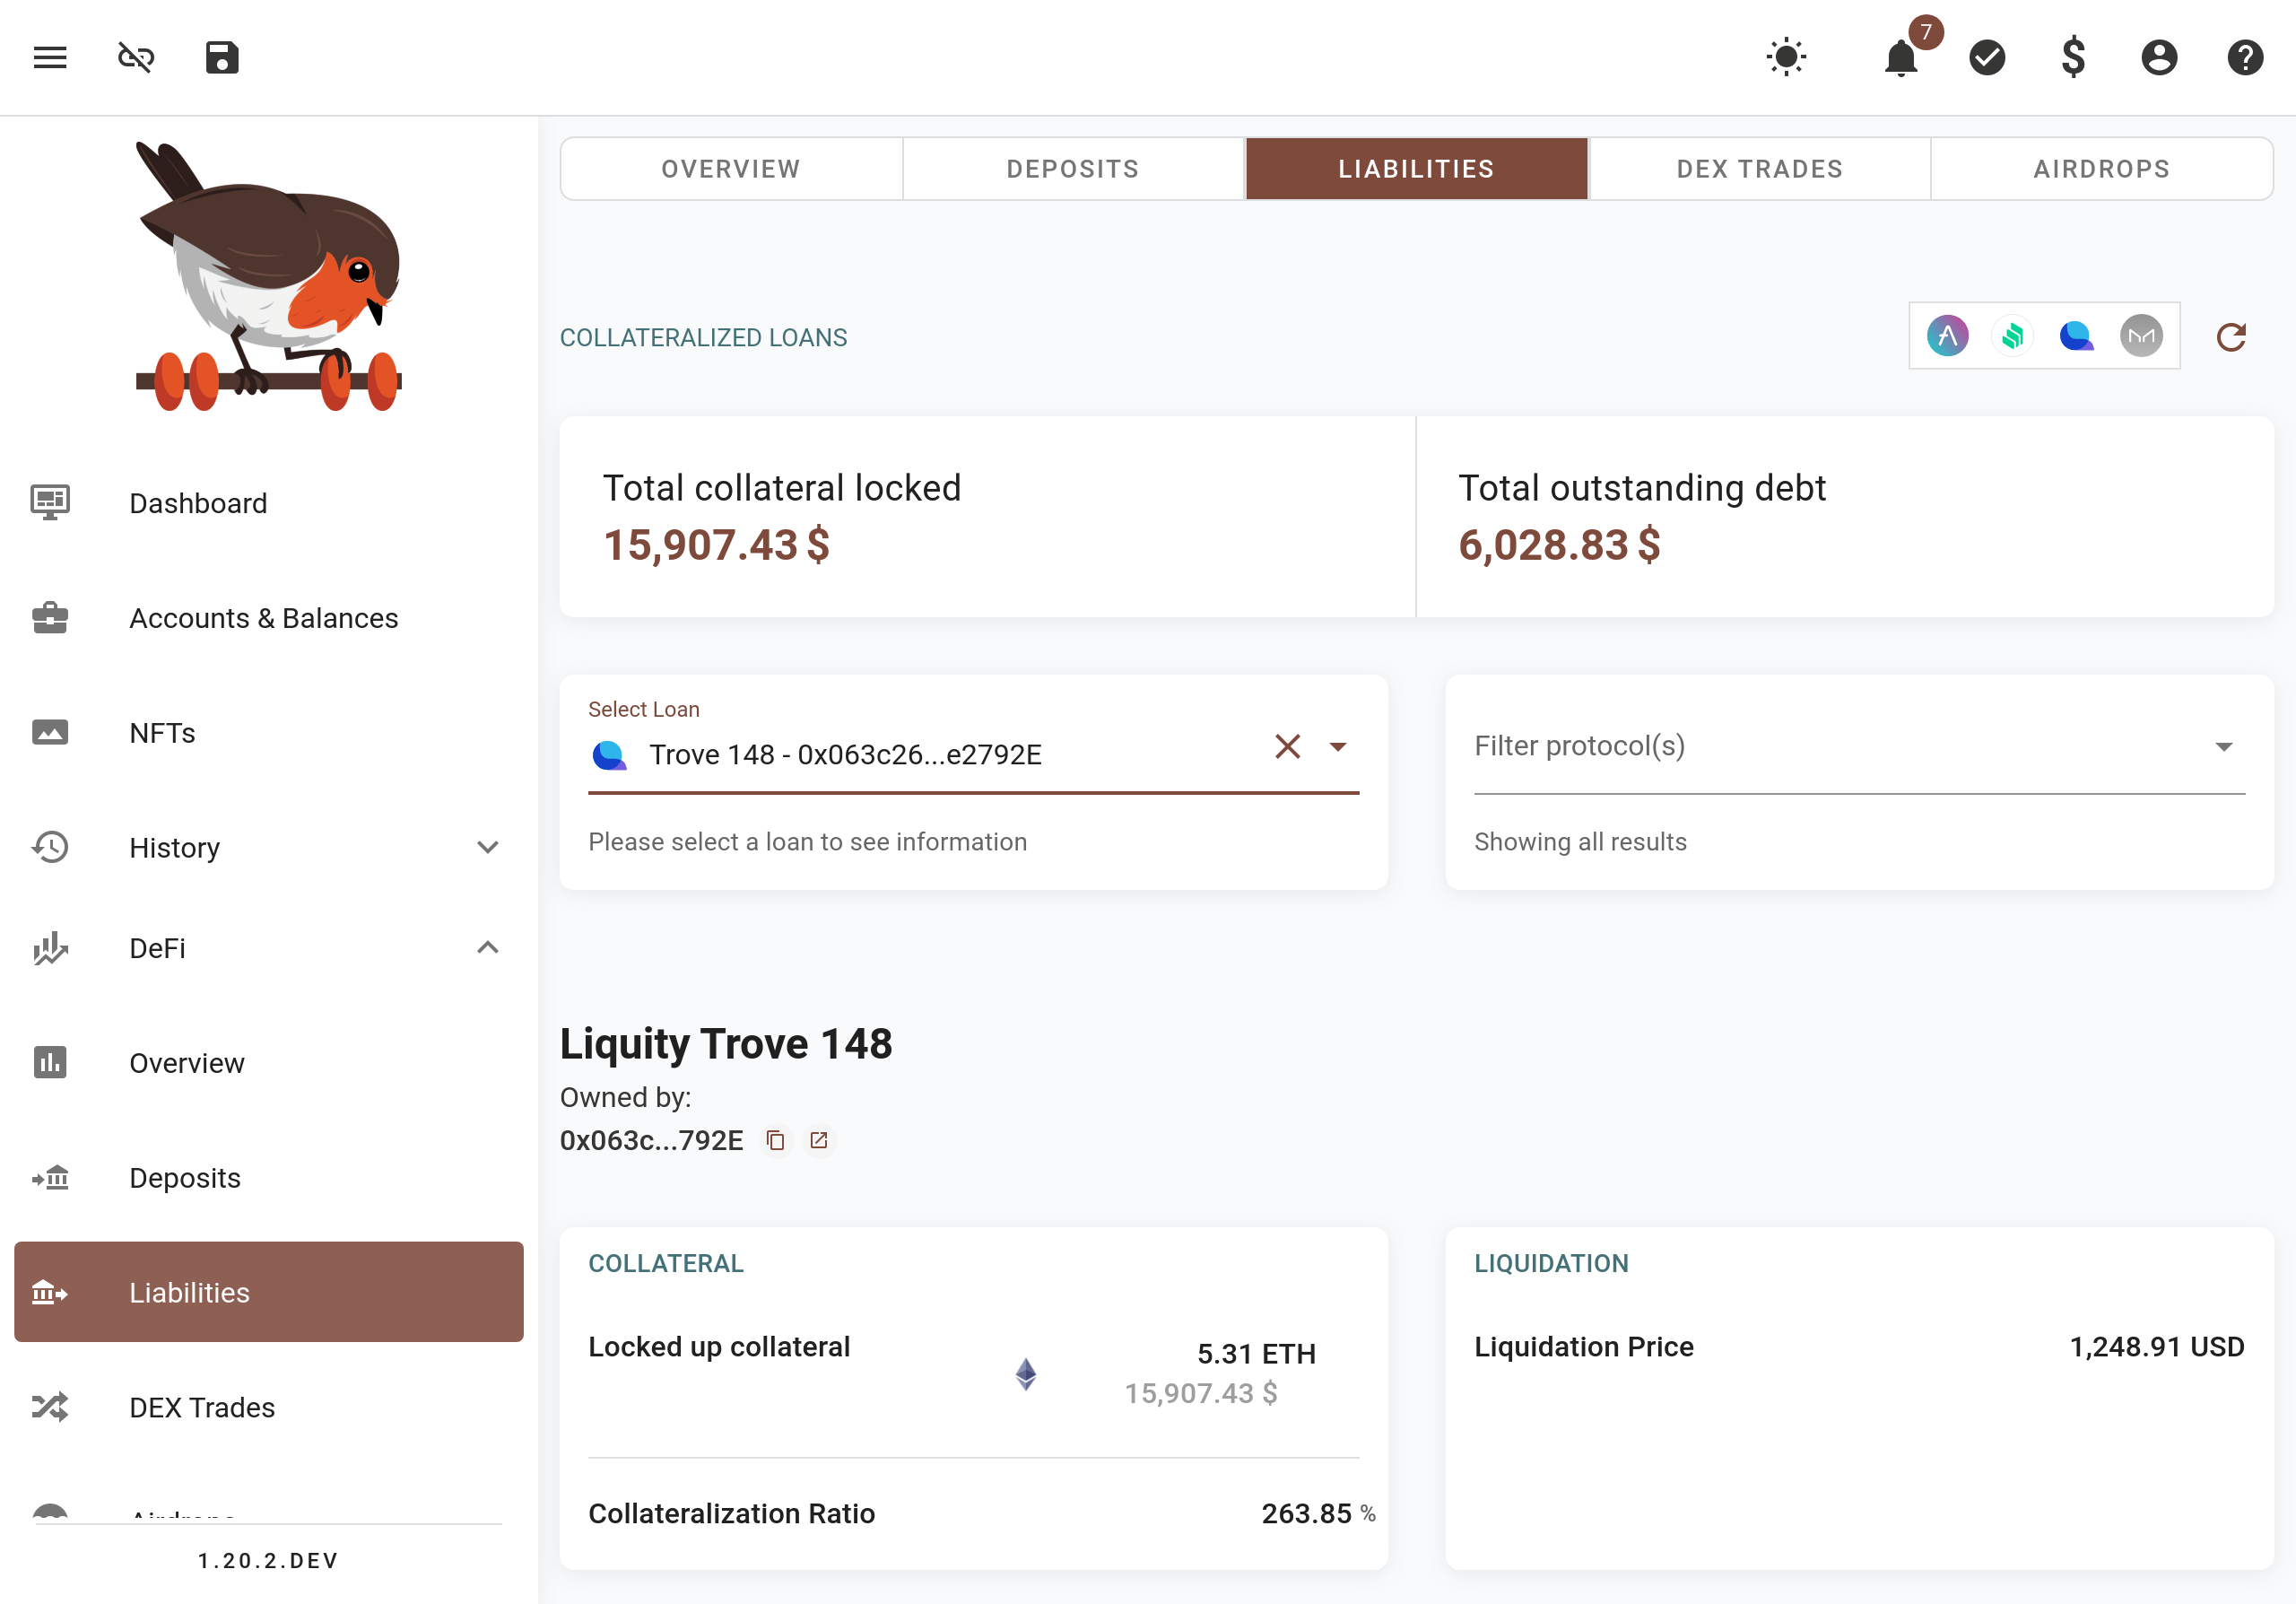 7
OVERVIEW
DEPOSITS
LIABILITIES
DEX TRADES
AIRDROPS
COLLATERALIZED LOANS
Total collateral locked
15,907.43 $
Total outstanding debt
6,028.83 $
Select Loan
Trove 148 - 0x063c26...e2792E
Please select a loan to see information
Filter protocol(s)
Showing all results
Liquity Trove 148
Owned by:
0x063c...792E
COLLATERAL
Locked up collateral
5.31 ETH
15,907.43 $
Collateralization Ratio
263.85 %
LIQUIDATION
Liquidation Price
1,248.91 USD
Dashboard
Accounts & Balances
NFTs
History
DeFi
Overview
Deposits
Liabilities
DEX Trades
1.20.2.DEV